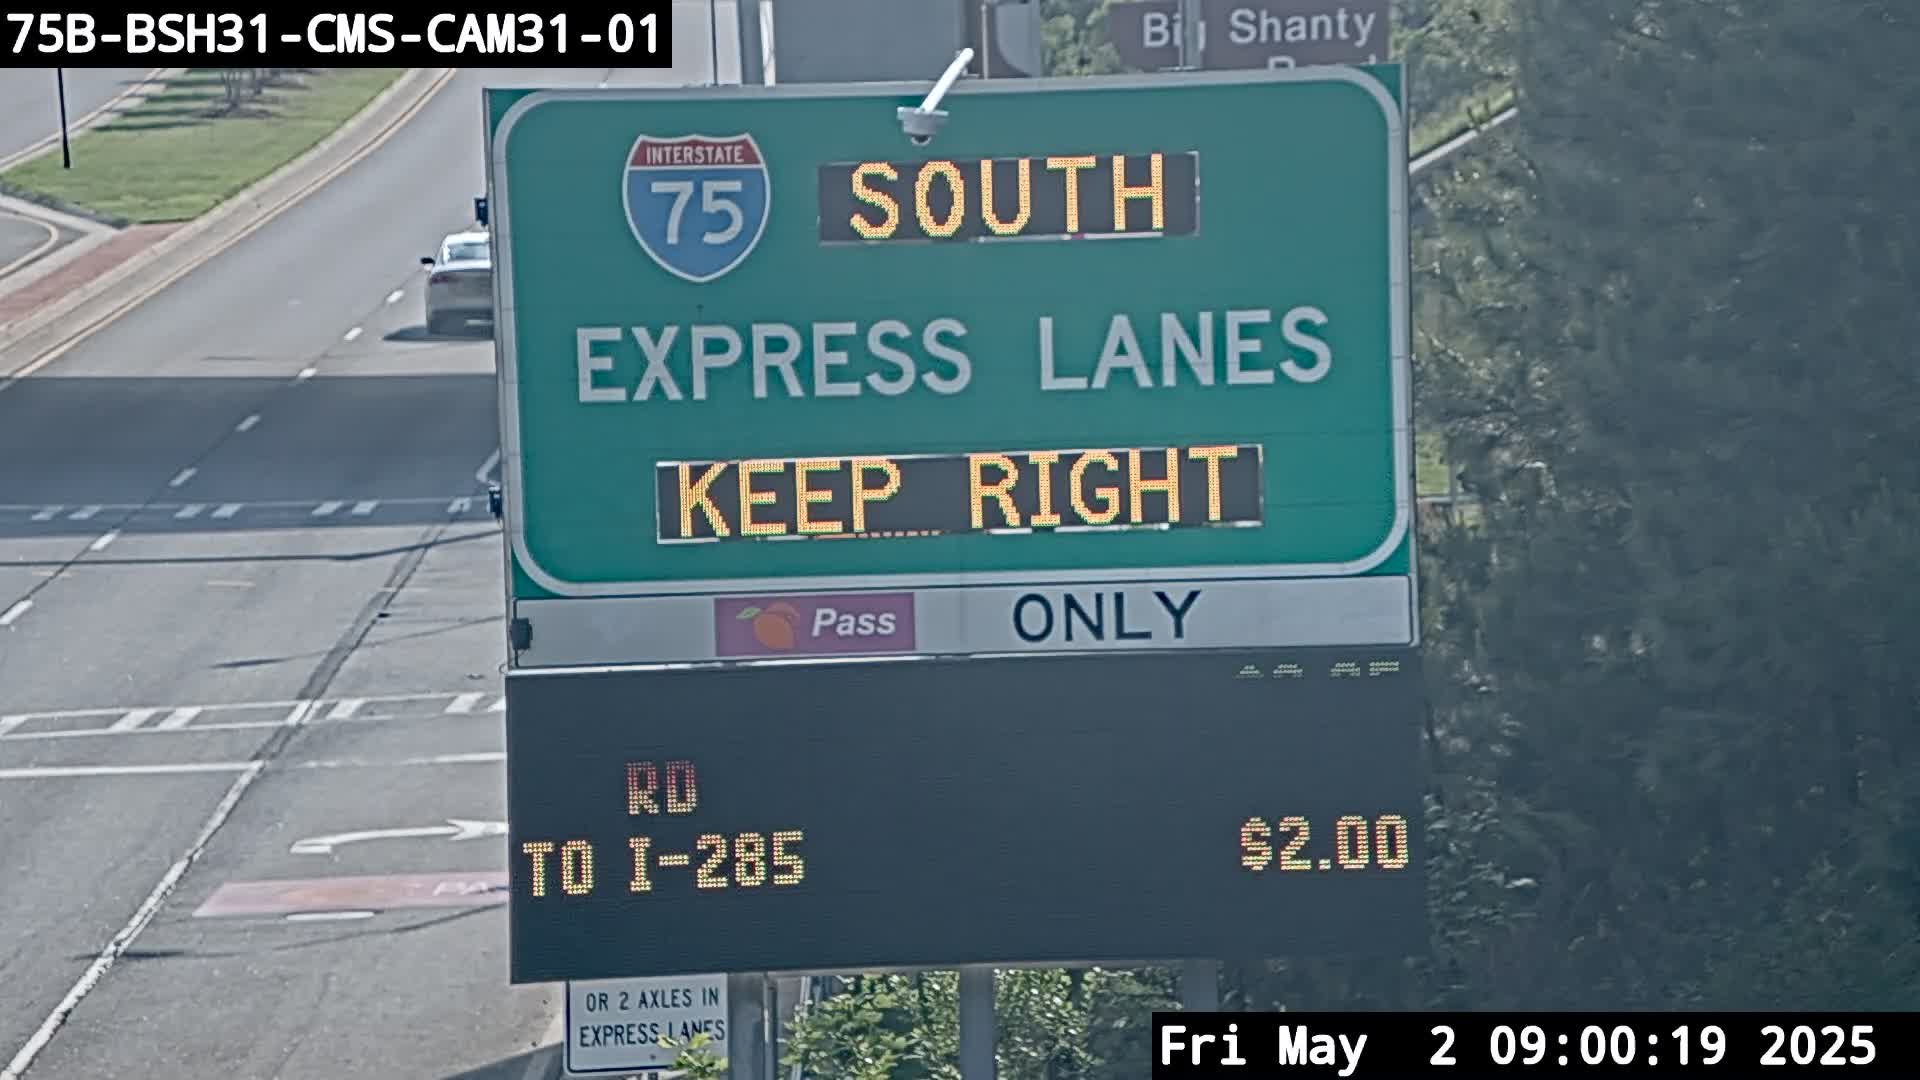 75B-BSH31-CMS-CAM31-01
Big Shanty
INTERSTATE
75
SOUTH
EXPRESS LANES
KEEP RIGHT
Pass ONLY
RD
TO I-285 $2.00
OR 2 AXLES IN
EXPRESS LANES
Fri May 2 09:00:19 2025